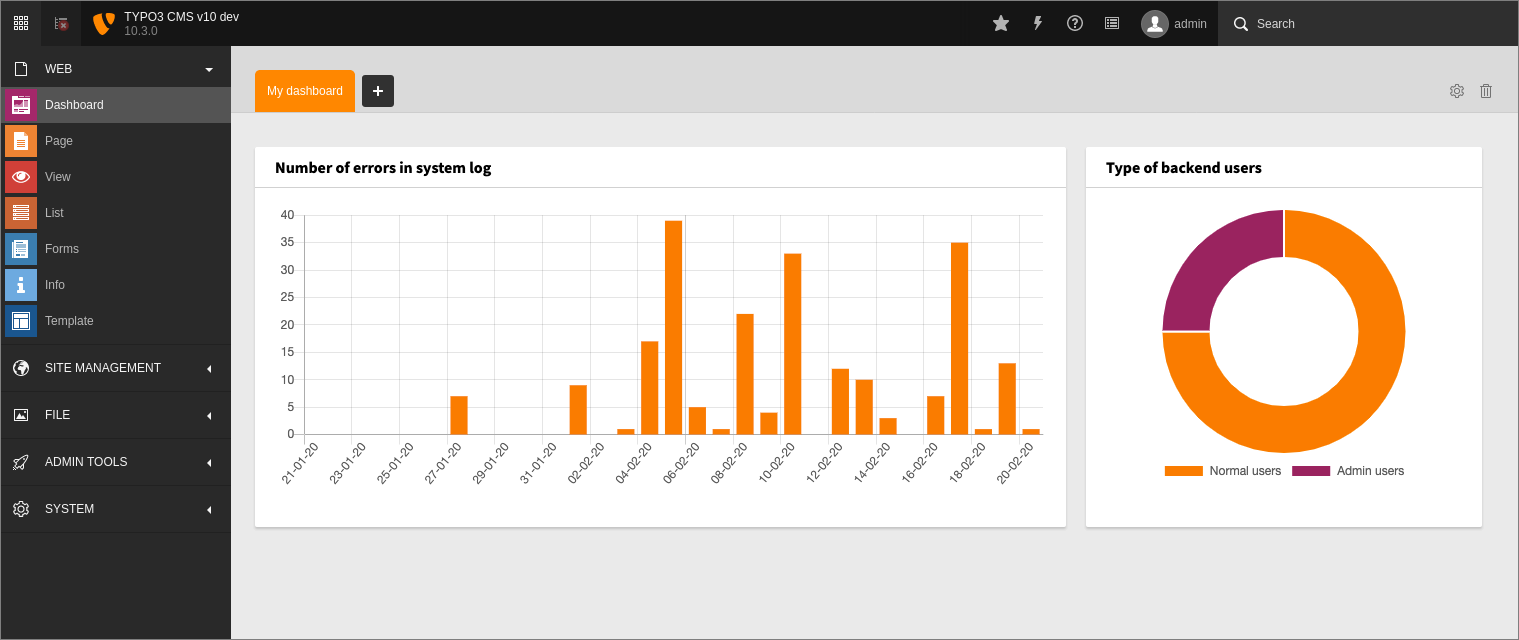 TYPO3 CMS v10 dev
10.3.0
admin
Search
WEB
Dashboard
Page
View
List
Forms
Info
Template
SITE MANAGEMENT
FILE
ADMIN TOOLS
SYSTEM
My dashboard
Number of errors in system log
40
35
30
25
20
15
10
5
0
21-01-20
23-01-20
25-01-20
27-01-20
29-01-20
31-01-20
02-02-20
04-02-20
06-02-20
08-02-20
10-02-20
12-02-20
14-02-20
16-02-20
18-02-20
20-02-20
Type of backend users
Normal users
Admin users